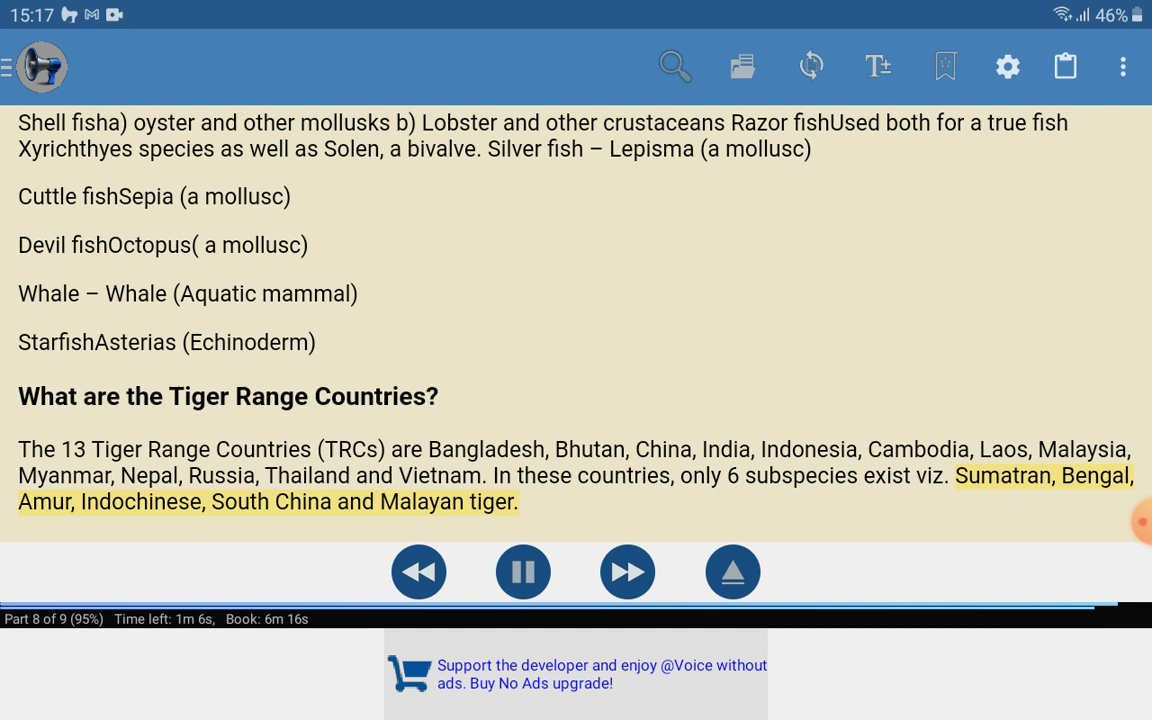 15:17
46%
T±
Shell fisha) oyster and other mollusks b) Lobster and other crustaceans Razor fishUsed both for a true fish
Xyrichthyes species as well as Solen, a bivalve. Silver fish – Lepisma (a mollusc)
Cuttle fishSepia (a mollusc)
Devil fishOctopus( a mollusc)
Whale – Whale (Aquatic mammal)
StarfishAsterias (Echinoderm)
What are the Tiger Range Countries?
The 13 Tiger Range Countries (TRCs) are Bangladesh, Bhutan, China, India, Indonesia, Cambodia, Laos, Malaysia,
Myanmar, Nepal, Russia, Thailand and Vietnam. In these countries, only 6 subspecies exist viz. Sumatran, Bengal,
Amur, Indochinese, South China and Malayan tiger.
Part 8 of 9 (95%) Time left: 1m 6s, Book: 6m 16s
Support the developer and enjoy @Voice without
ads. Buy No Ads upgrade!